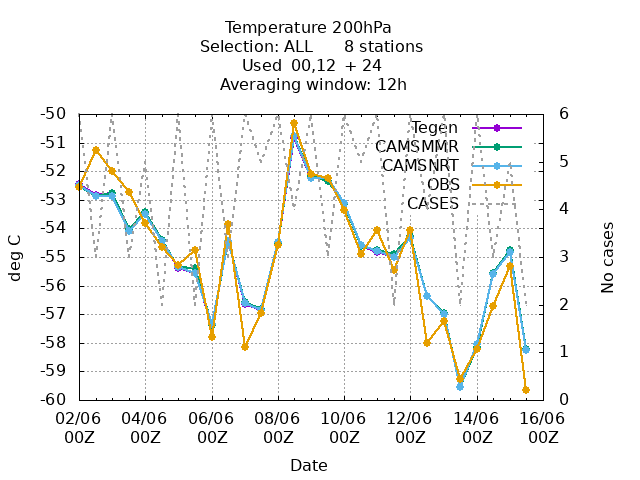 Temperature 200hPa
Selection: ALL 8 stations
Used 00,12 + 24
Averaging window: 12h
-50 6
-51
-52 5
-53
-54 4
-55 3
-56
-57 2
-58
-59 1
-60 0
Tegen
CAMSMMR
CAMSNRT
OBS
CASES
deg C
No cases
02/06 04/06 06/06 08/06 10/06 12/06 14/06 16/06
00Z 00Z 00Z 00Z 00Z 00Z 00Z 00Z
Date